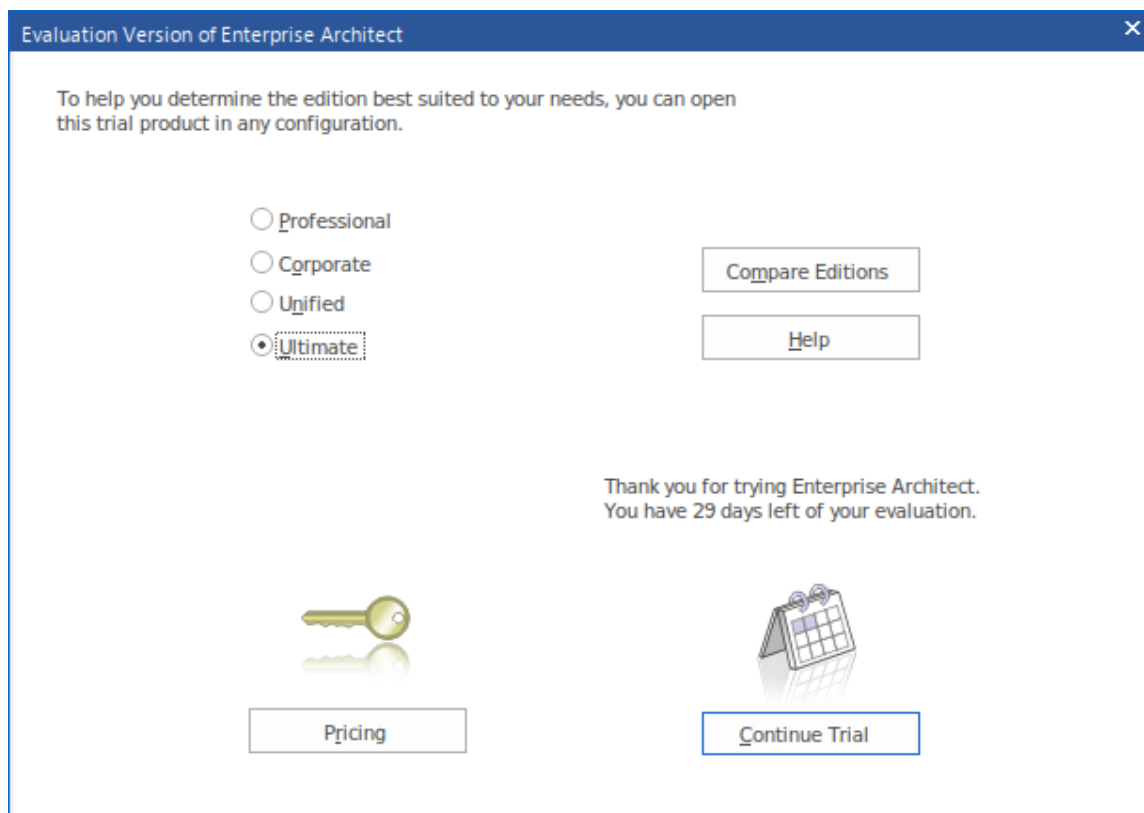 Evaluation Version of Enterprise Architect
To help you determine the edition best suited to your needs, you can open
this trial product in any configuration.
Professional
Corporate
Unified
Ultimate
Compare Editions
Help
Thank you for trying Enterprise Architect.
You have 29 days left of your evaluation.
Pricing
Continue Trial